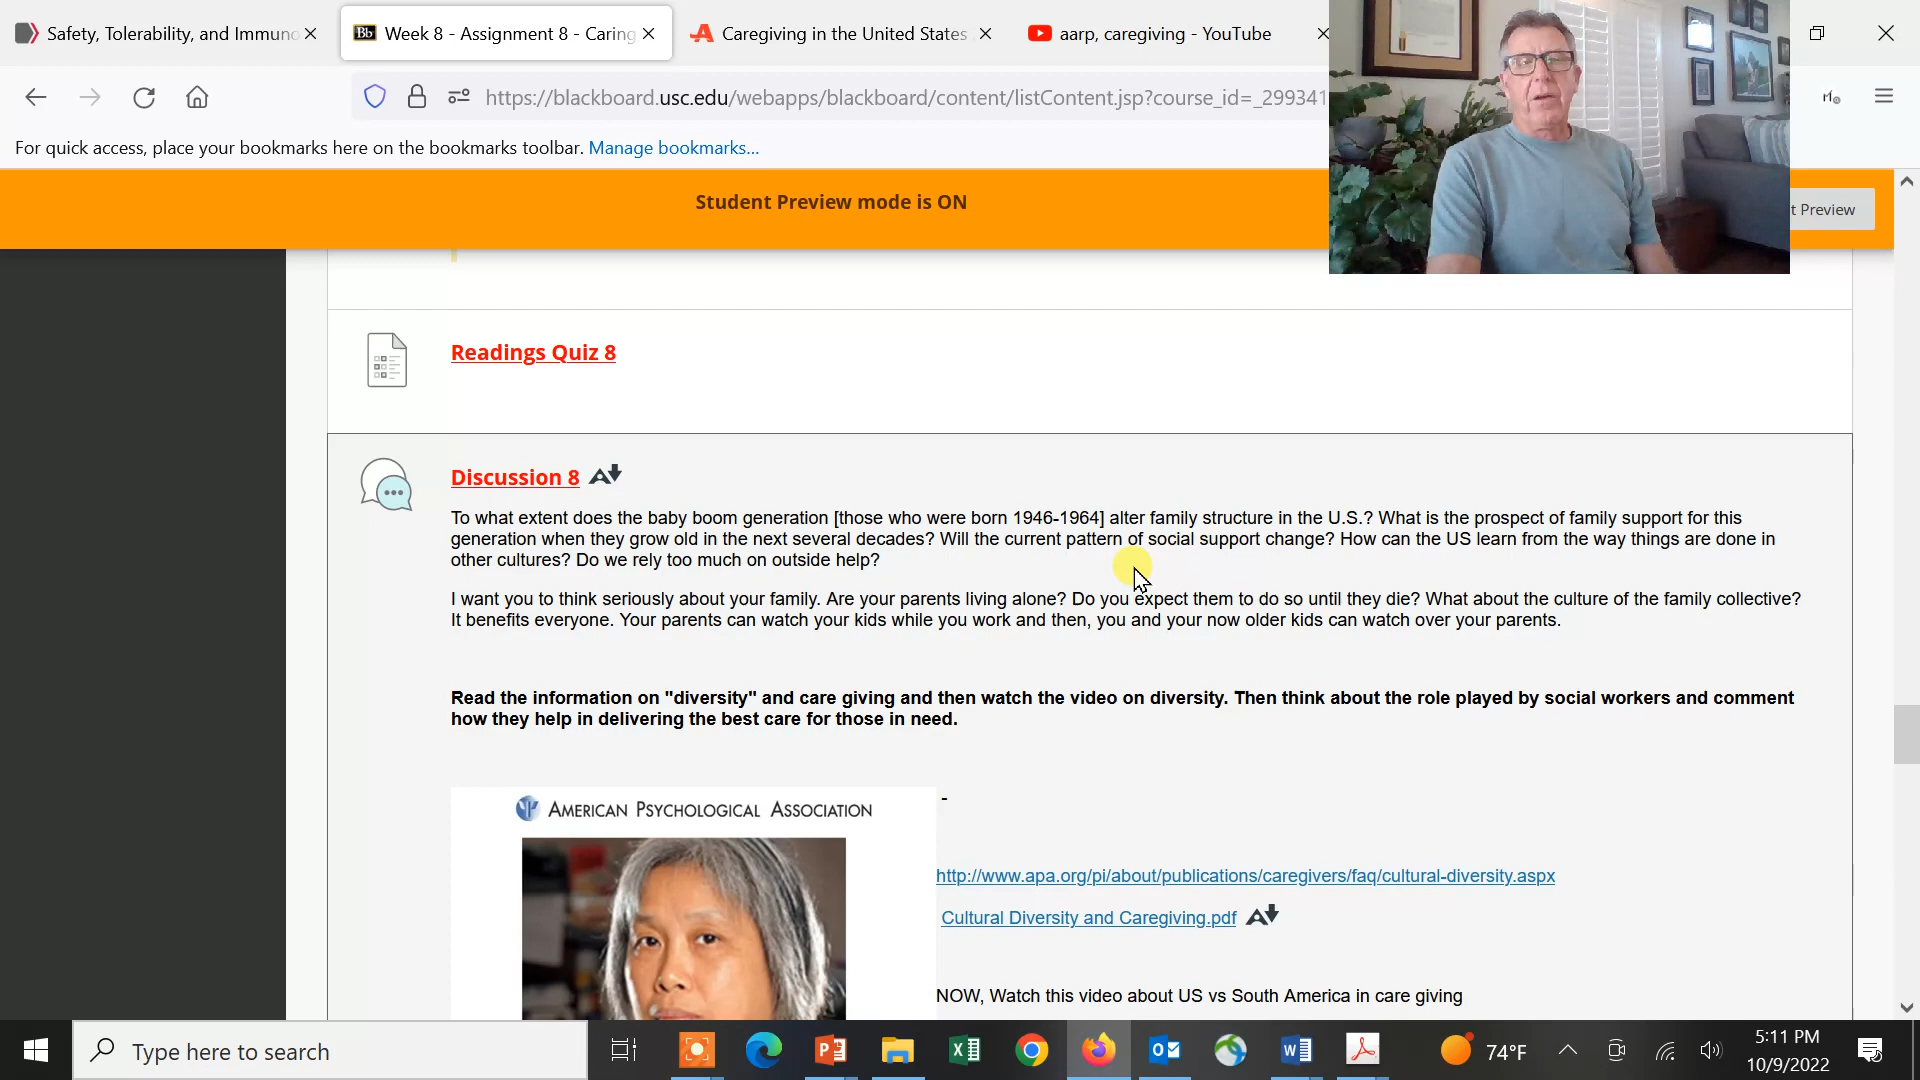 Safety, Tolerability, and Immuno
Week 8 - Assignment 8 - Caring
Caregiving in the United States
aarp, caregiving - YouTube
https://blackboard.usc.edu/webapps/blackboard/content/listContent.jsp?course_id=_299341
For quick access, place your bookmarks here on the bookmarks toolbar. Manage bookmarks...
Student Preview mode is ON
t Preview
Readings Quiz 8
Discussion 8
To what extent does the baby boom generation [those who were born 1946-1964] alter family structure in the U.S.? What is the prospect of family support for this
generation when they grow old in the next several decades? Will the current pattern of social support change? How can the US learn from the way things are done in
other cultures? Do we rely too much on outside help?
I want you to think seriously about your family. Are your parents living alone? Do you expect them to do so until they die? What about the culture of the family collective?
It benefits everyone. Your parents can watch your kids while you work and then, you and your now older kids can watch over your parents.
Read the information on "diversity" and care giving and then watch the video on diversity. Then think about the role played by social workers and comment
how they help in delivering the best care for those in need.
AMERICAN PSYCHOLOGICAL ASSOCIATION
-
http://www.apa.org/pi/about/publications/caregivers/faq/cultural-diversity.aspx
Cultural Diversity and Caregiving.pdf
NOW, Watch this video about US vs South America in care giving
Type here to search
74°F
5:11 PM
10/9/2022